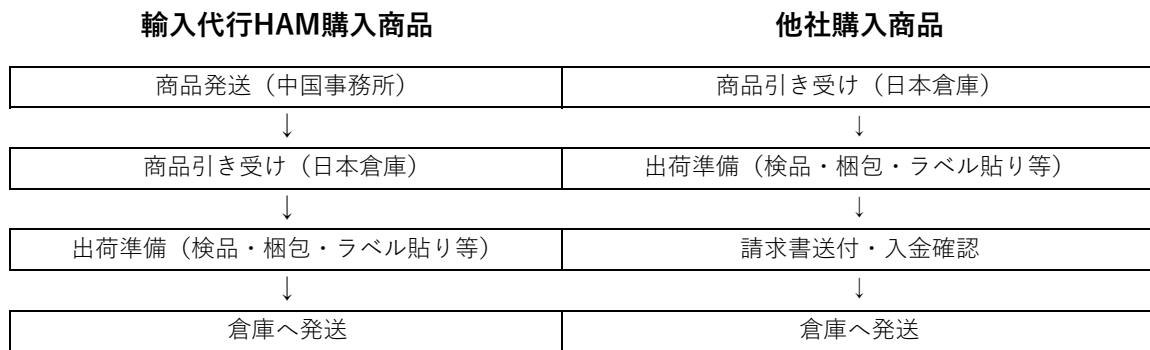 輸入代行HAM購入商品
他社購入商品
商品発送（中国事務所）
商品引き受け（日本倉庫）
↓
↓
商品引き受け（日本倉庫）
出荷準備（検品・梱包・ラベル貼り等）
↓
↓
出荷準備（検品・梱包・ラベル貼り等）
請求書送付・入金確認
↓
↓
倉庫へ発送
倉庫へ発送